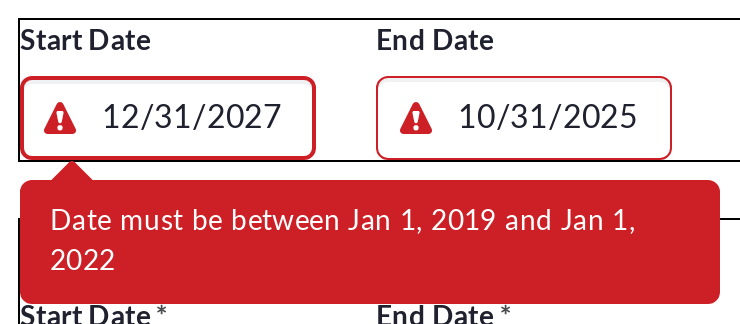 Start Date End Date
12/31/2027 10/31/2025
Date must be between Jan 1, 2019 and Jan 1,
2022
Start Date * End Date *